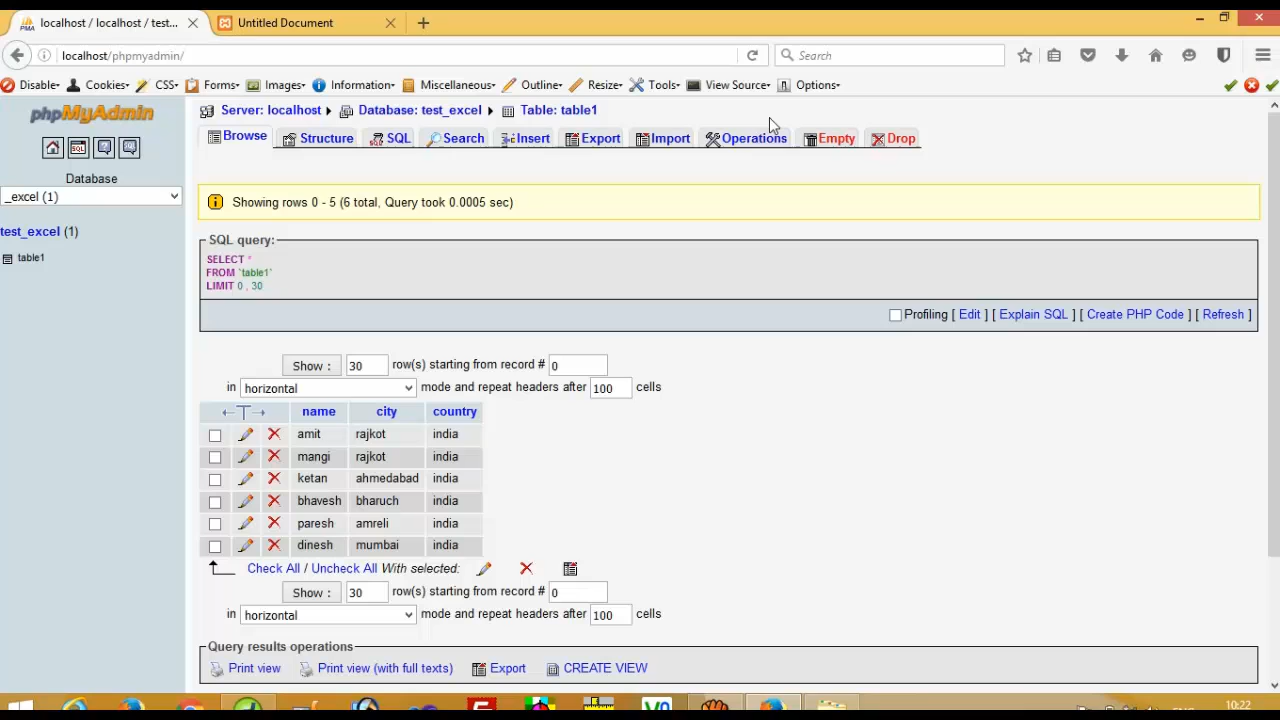 localhost / localhost / test...
Untitled Document
localhost/phpmyadmin/
Search
Disable
Cookies
CSS
Forms
Images
Information
Miscellaneous
Outline
Resize
Tools
View Source
Options
phpMyAdmin
Server: localhost
Database: test_excel
Table: table1
Browse
Structure
SQL
Search
Insert
Export
Import
Operations
Empty
Drop
SQL
Database
_excel (1)
test_excel (1)
table1
Showing rows 0 - 5 (6 total, Query took 0.0005 sec)
SQL query:
SELECT *
FROM `table1`
LIMIT 0 , 30
Profiling [ Edit ] [ Explain SQL ] [ Create PHP Code ] [ Refresh ]
Show : 30 row(s) starting from record # 0
in horizontal mode and repeat headers after 100 cells
name city country
amit rajkot india
mangi rajkot india
ketan ahmedabad india
bhavesh bharuch india
paresh amreli india
dinesh mumbai india
Check All / Uncheck All With selected:
Show : 30 row(s) starting from record # 0
in horizontal mode and repeat headers after 100 cells
Query results operations
Print view Print view (with full texts) Export CREATE VIEW
10:22